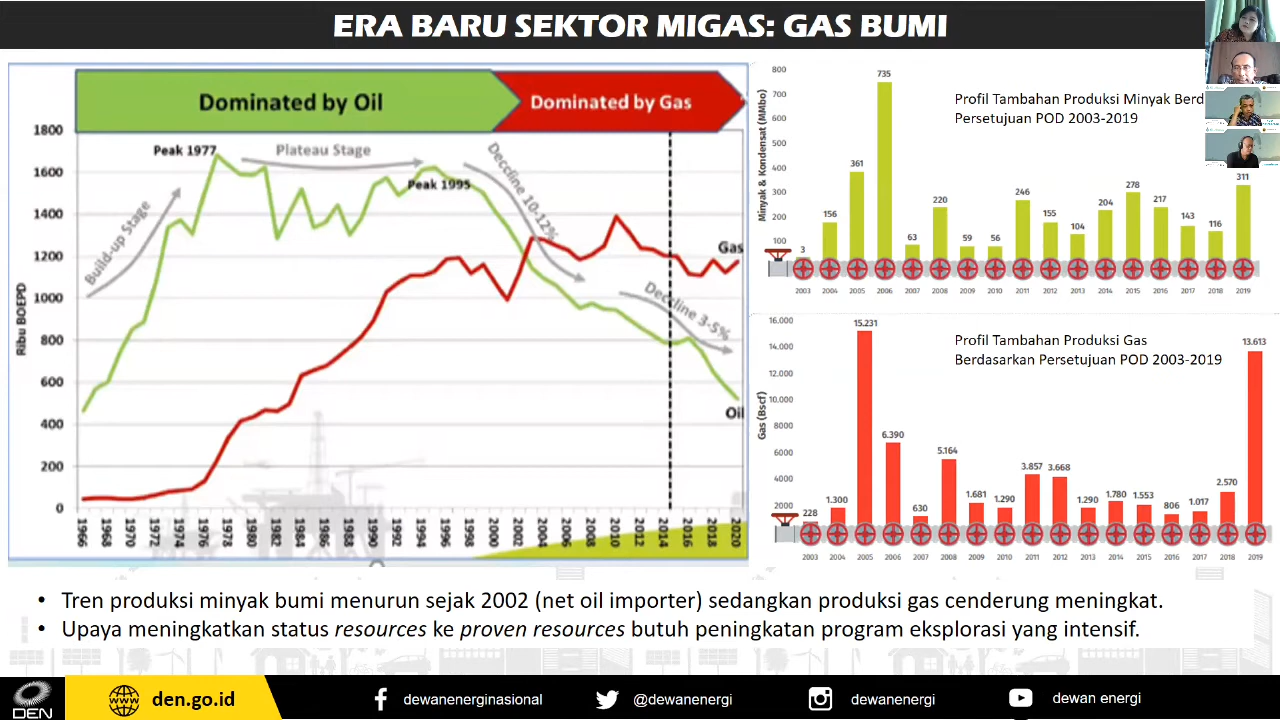 ERA BARU SEKTOR MIGAS: GAS BUMI
Dominated by Oil
Dominated by Gas
Peak 1977
Plateau Stage
Peak 1995
Build-up Stage
Deccline 10-12%
Deccline 3-5%
Gas
Oil
Ribu BOEPD
1800
1600
1400
1200
1000
800
600
400
200
0
1966 1968 1970 1972 1974 1976 1978 1980 1982 1984 1986 1988 1990 1992 1994 1996 1998 2000 2002 2004 2006 2008 2010 2012 2014 2016 2018 2020
Profil Tambahan Produksi Minyak Berd
Persetujuan POD 2003-2019
Minyak & Kondensat (MMbo)
800
700
600
500
400
300
200
100
3 156 361 735 63 220 59 56 246 155 104 204 278 217 143 116 311
2003 2004 2005 2006 2007 2008 2009 2010 2011 2012 2013 2014 2015 2016 2017 2018 2019
Profil Tambahan Produksi Gas
Berdasarkan Persetujuan POD 2003-2019
Gas (Bscf)
16.000
14.000
12.000
10.000
8000
6000
4000
2000
228 1.300 15.231 6.390 630 5.164 1.681 1.290 3.857 3.668 1.290 1.780 1.553 806 1.017 2.570 13.613
2003 2004 2005 2006 2007 2008 2009 2010 2011 2012 2013 2014 2015 2016 2017 2018 2019
• Tren produksi minyak bumi menurun sejak 2002 (net oil importer) sedangkan produksi gas cenderung meningkat.
• Upaya meningkatkan status resources ke proven resources butuh peningkatan program eksplorasi yang intensif.
DEN
www
den.go.id
dewanenerginasional
@dewanenergi
dewanenergi
dewan energi